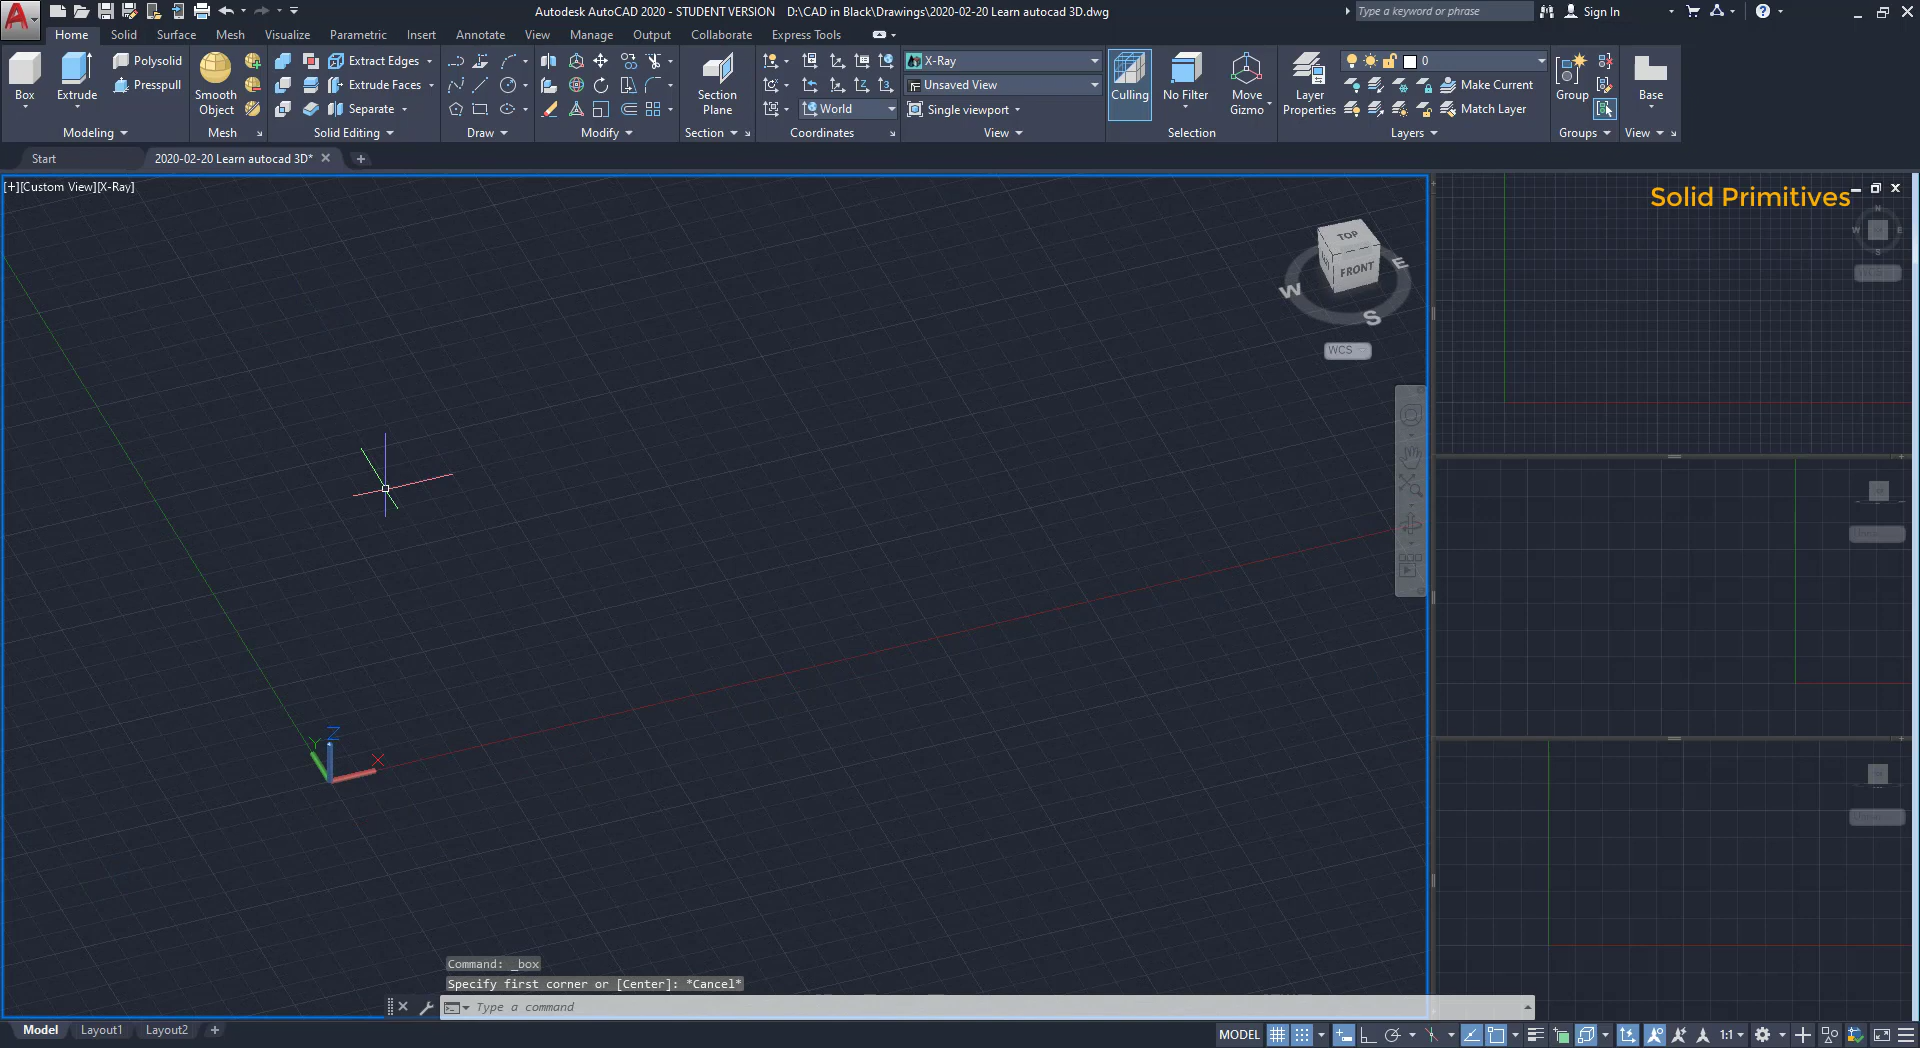 Autodesk AutoCAD 2020 - STUDENT VERSION D:\CAD in Black\Drawings\2020-02-20 Learn autocad 3D.dwg
Type a keyword or phrase
Sign In
Home Solid Surface Mesh Visualize Parametric Insert Annotate View Manage Output Collaborate Express Tools
Box
Extrude
Polysolid
Presspull
Modeling
Smooth Object
Mesh
Extract Edges
Extrude Faces
Separate
Solid Editing
Draw
Modify
Section Plane
Section
World
Coordinates
X-Ray
Unsaved View
Single viewport
View
Culling
No Filter
Move Gizmo
Selection
Layer Properties
0
Make Current
Match Layer
Layers
Group
Groups
Base
View
Start
2020-02-20 Learn autocad 3D*
[+][Custom View][X-Ray]
Solid Primitives
TOP
FRONT
W
E
S
WCS
N
W
E
S
Z
Y
X
Command: _box
Specify first corner or [Center]: *Cancel*
Type a command
Model Layout1 Layout2
MODEL
1:1